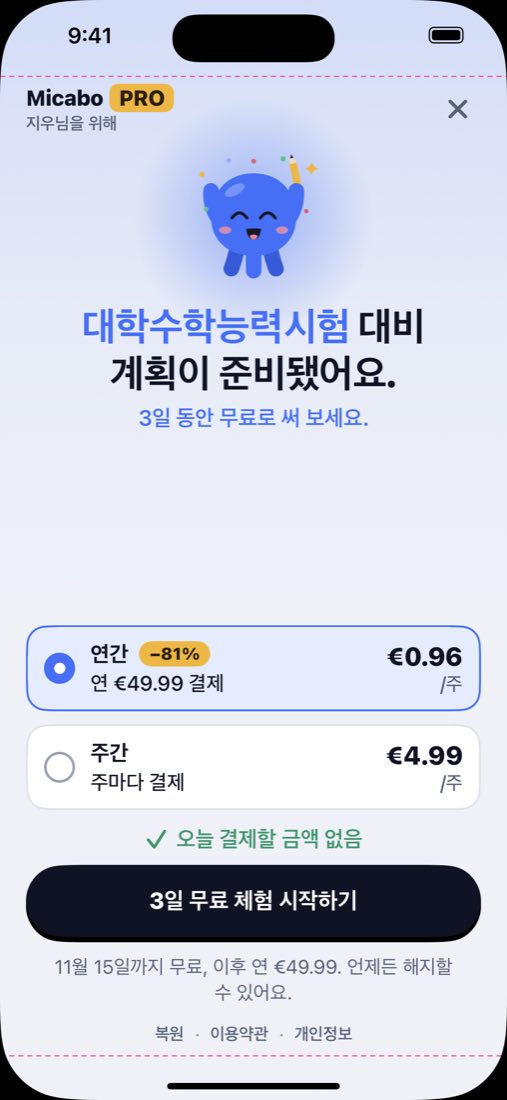 9:41
Micabo PRO
지우님을 위해
대학수학능력시험 대비
계획이 준비됐어요.
3일 동안 무료로 써 보세요.
연간 −81%
€0.96
연 €49.99 결제
/주
주간
€4.99
주마다 결제
/주
오늘 결제할 금액 없음
3일 무료 체험 시작하기
11월 15일까지 무료, 이후 연 €49.99. 언제든 해지할
수 있어요.
복원 · 이용약관 · 개인정보